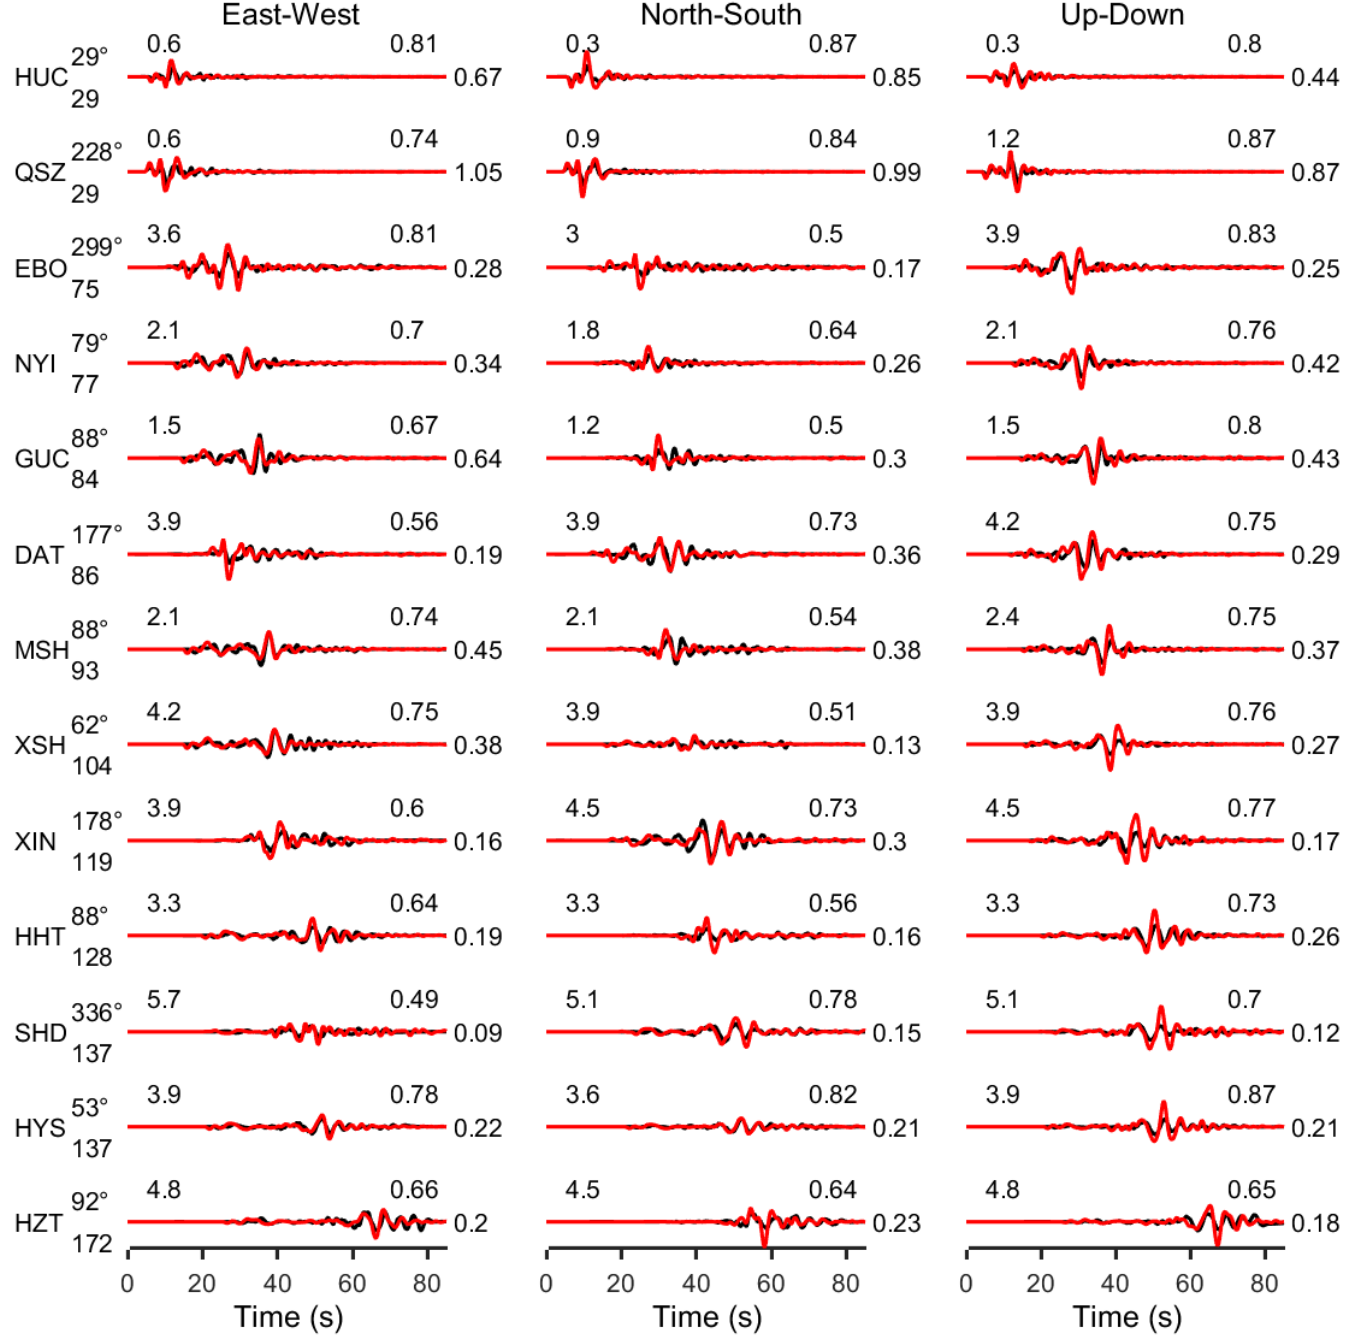 East-West North-South Up-Down
29° 0.6 0.81 0.3 0.87 0.3 0.8
HUC 0.67 0.85 0.44
29
228° 0.6 0.74 0.9 0.84 1.2 0.87
QSZ 1.05 0.99 0.87
29
299° 3.6 0.81 3 0.5 3.9 0.83
EBO 0.28 0.17 0.25
75
79° 2.1 0.7 1.8 0.64 2.1 0.76
NYI 0.34 0.26 0.42
77
88° 1.5 0.67 1.2 0.5 1.5 0.8
GUC 0.64 0.3 0.43
84
177° 3.9 0.56 3.9 0.73 4.2 0.75
DAT 0.19 0.36 0.29
86
88° 2.1 0.74 2.1 0.54 2.4 0.75
MSH 0.45 0.38 0.37
93
62° 4.2 0.75 3.9 0.51 3.9 0.76
XSH 0.38 0.13 0.27
104
178° 3.9 0.6 4.5 0.73 4.5 0.77
XIN 0.16 0.3 0.17
119
88° 3.3 0.64 3.3 0.56 3.3 0.73
HHT 0.19 0.16 0.26
128
336° 5.7 0.49 5.1 0.78 5.1 0.7
SHD 0.09 0.15 0.12
137
53° 3.9 0.78 3.6 0.82 3.9 0.87
HYS 0.22 0.21 0.21
137
92° 4.8 0.66 4.5 0.64 4.8 0.65
HZT 0.2 0.23 0.18
172
0 20 40 60 80 0 20 40 60 80 0 20 40 60 80
Time (s) Time (s) Time (s)